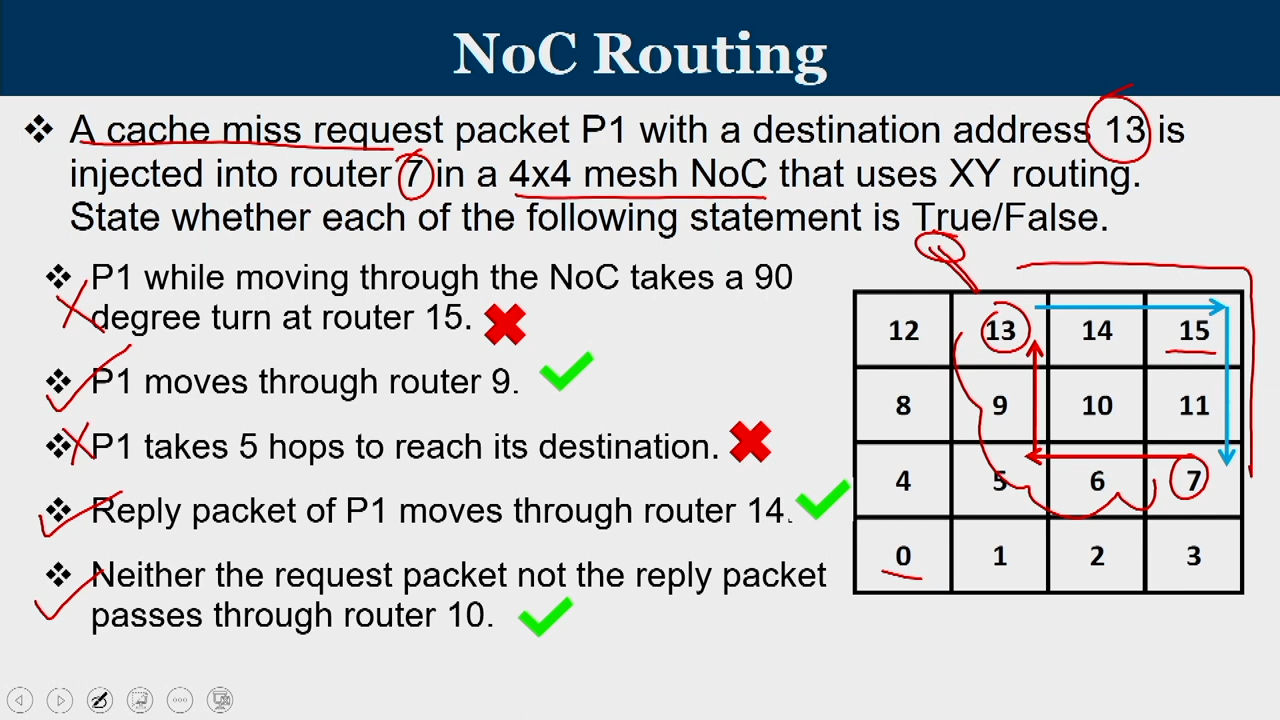 NoC Routing
❖ A cache miss request packet P1 with a destination address 13 is
injected into router 7 in a 4x4 mesh NoC that uses XY routing.
State whether each of the following statement is True/False.
❖ P1 while moving through the NoC takes a 90
degree turn at router 15.
❖ P1 moves through router 9.
❖ P1 takes 5 hops to reach its destination.
❖ Reply packet of P1 moves through router 14.
❖ Neither the request packet not the reply packet
passes through router 10.
12 13 14 15
8 9 10 11
4 5 6 7
0 1 2 3